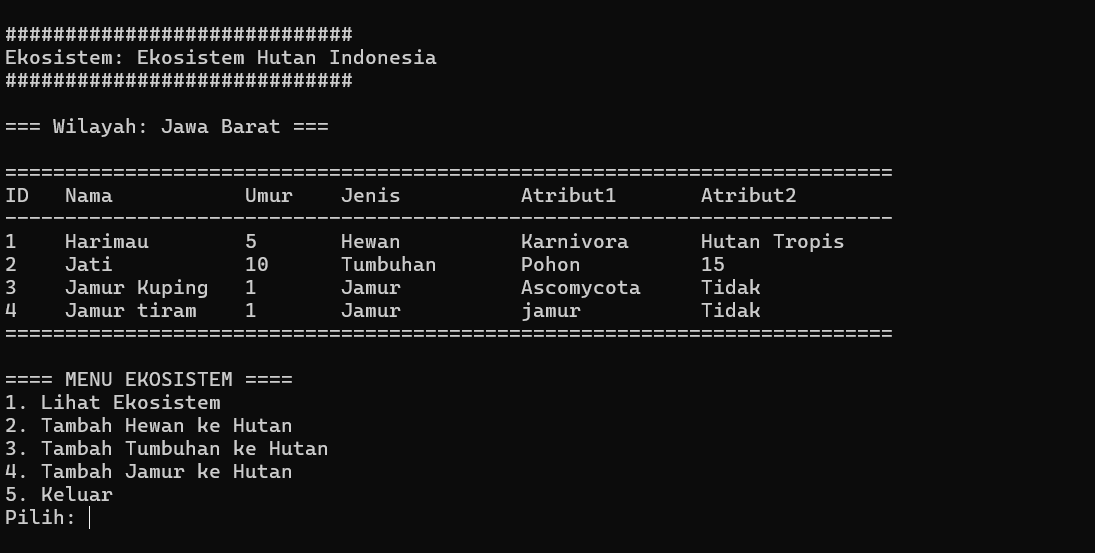 #############################
Ekosistem: Ekosistem Hutan Indonesia
#############################
=== Wilayah: Jawa Barat ===
==========================================================================
ID Nama Umur Jenis Atribut1 Atribut2
--------------------------------------------------------------------------
1 Harimau 5 Hewan Karnivora Hutan Tropis
2 Jati 10 Tumbuhan Pohon 15
3 Jamur Kuping 1 Jamur Ascomycota Tidak
4 Jamur tiram 1 Jamur jamur Tidak
==========================================================================
==== MENU EKOSISTEM ====
1. Lihat Ekosistem
2. Tambah Hewan ke Hutan
3. Tambah Tumbuhan ke Hutan
4. Tambah Jamur ke Hutan
5. Keluar
Pilih: